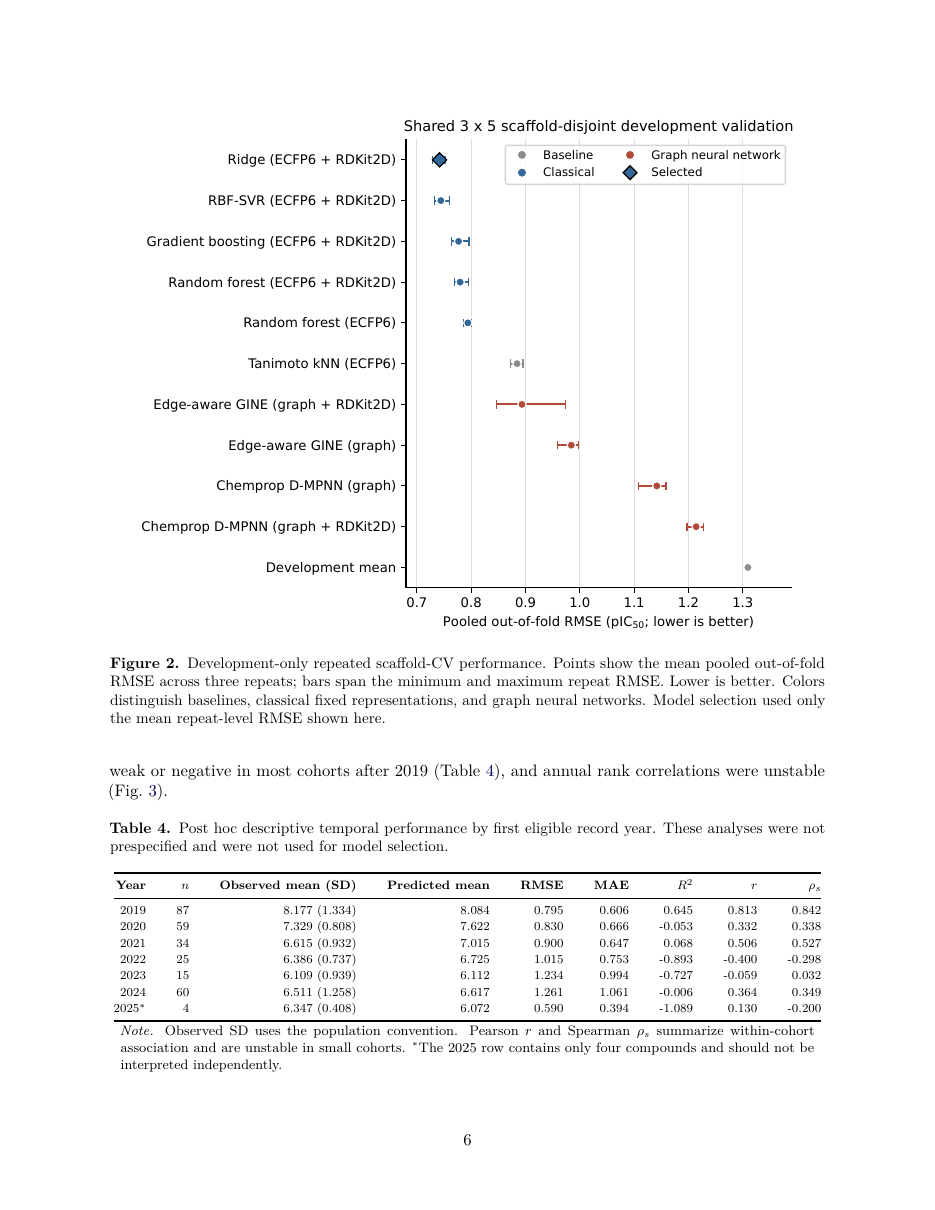 Shared 3 x 5 scaffold-disjoint development validation
Baseline
Classical
Graph neural network
Selected
Ridge (ECFP6 + RDKit2D)
RBF-SVR (ECFP6 + RDKit2D)
Gradient boosting (ECFP6 + RDKit2D)
Random forest (ECFP6 + RDKit2D)
Random forest (ECFP6)
Tanimoto kNN (ECFP6)
Edge-aware GINE (graph + RDKit2D)
Edge-aware GINE (graph)
Chemprop D-MPNN (graph)
Chemprop D-MPNN (graph + RDKit2D)
Development mean
0.7 0.8 0.9 1.0 1.1 1.2 1.3
Pooled out-of-fold RMSE (pIC₅₀; lower is better)
Figure 2. Development-only repeated scaffold-CV performance. Points show the mean pooled out-of-fold
RMSE across three repeats; bars span the minimum and maximum repeat RMSE. Lower is better. Colors
distinguish baselines, classical fixed representations, and graph neural networks. Model selection used only
the mean repeat-level RMSE shown here.
weak or negative in most cohorts after 2019 (Table 4), and annual rank correlations were unstable
(Fig. 3).
Table 4. Post hoc descriptive temporal performance by first eligible record year. These analyses were not
prespecified and were not used for model selection.
Year n Observed mean (SD) Predicted mean RMSE MAE R² r ρₛ
2019 87 8.177 (1.334) 8.084 0.795 0.606 0.645 0.813 0.842
2020 59 7.329 (0.808) 7.622 0.830 0.666 -0.053 0.332 0.338
2021 34 6.615 (0.932) 7.015 0.900 0.647 0.068 0.506 0.527
2022 25 6.386 (0.737) 6.725 1.015 0.753 -0.893 -0.400 -0.298
2023 15 6.109 (0.939) 6.112 1.234 0.994 -0.727 -0.059 0.032
2024 60 6.511 (1.258) 6.617 1.261 1.061 -0.006 0.364 0.349
2025* 4 6.347 (0.408) 6.072 0.590 0.394 -1.089 0.130 -0.200
Note. Observed SD uses the population convention. Pearson r and Spearman ρₛ summarize within-cohort
association and are unstable in small cohorts. *The 2025 row contains only four compounds and should not be
interpreted independently.
6